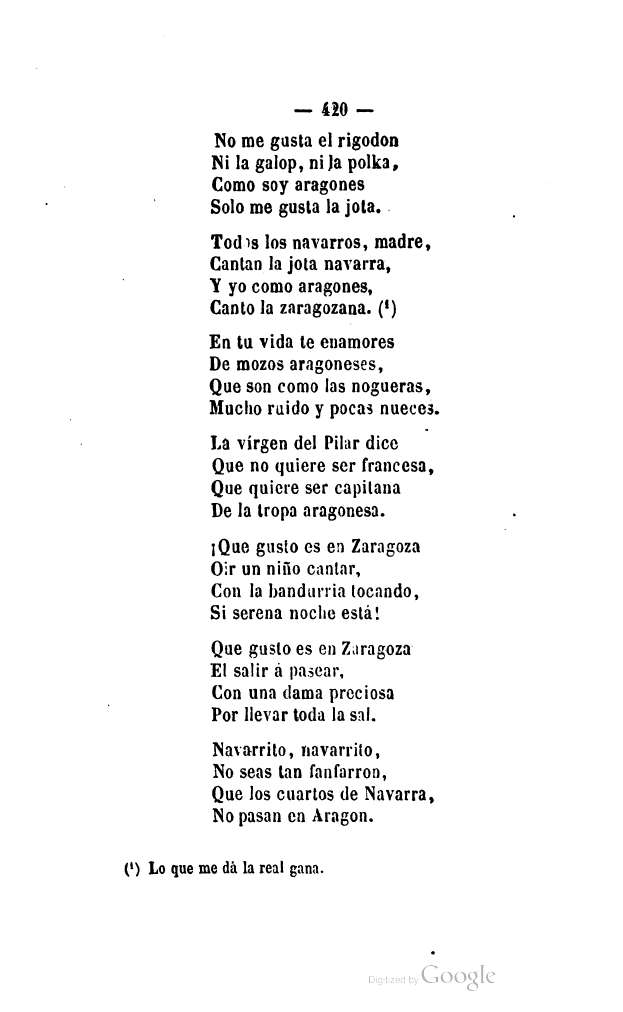 — 420 —
No me gusta el rigodon
Ni la galop, ni la polka,
Como soy aragones
Solo me gusta la jota.
Todos los navarros, madre,
Cantan la jota navarra,
Y yo como aragones,
Canto la zaragozana. (¹)
En tu vida te enamores
De mozos aragoneses,
Que son como las nogueras,
Mucho ruido y pocas nueces.
La vírgen del Pilar dice
Que no quiere ser francesa,
Que quiere ser capitana
De la tropa aragonesa.
¡Que gusto es en Zaragoza
Oir un niño cantar,
Con la bandurria tocando,
Si serena noche está!
Que gusto es en Zaragoza
El salir á pasear,
Con una dama preciosa
Por llevar toda la sal.
Navarrito, navarrito,
No seas tan fanfarron,
Que los cuartos de Navarra,
No pasan en Aragon.
(¹) Lo que me dá la real gana.
Digitized by Google